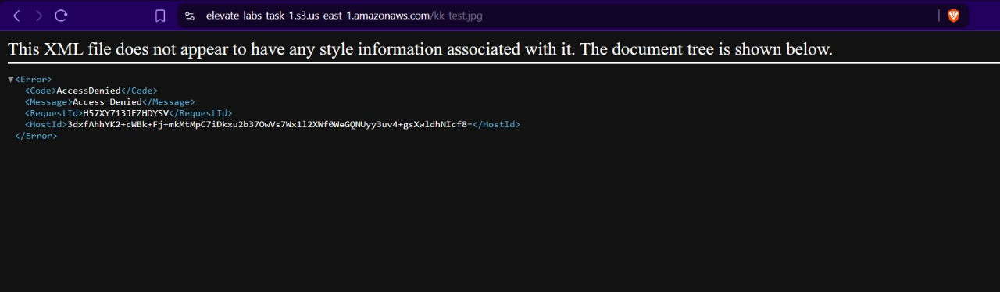 elevate-labs-task-1.s3.us-east-1.amazonaws.com/kk-test.jpg
This XML file does not appear to have any style information associated with it. The document tree is shown below.
▼<Error>
<Code>AccessDenied</Code>
<Message>Access Denied</Message>
<RequestId>H57XY713JEZHDYSV</RequestId>
<HostId>3dxfAhhYK2+cWBk+Fj+mkMtMpC7iDkxu2b37OwVs7Wx1l2XWf0WeGQNUyy3uv4+gsXwldhNIcf8=</HostId>
</Error>